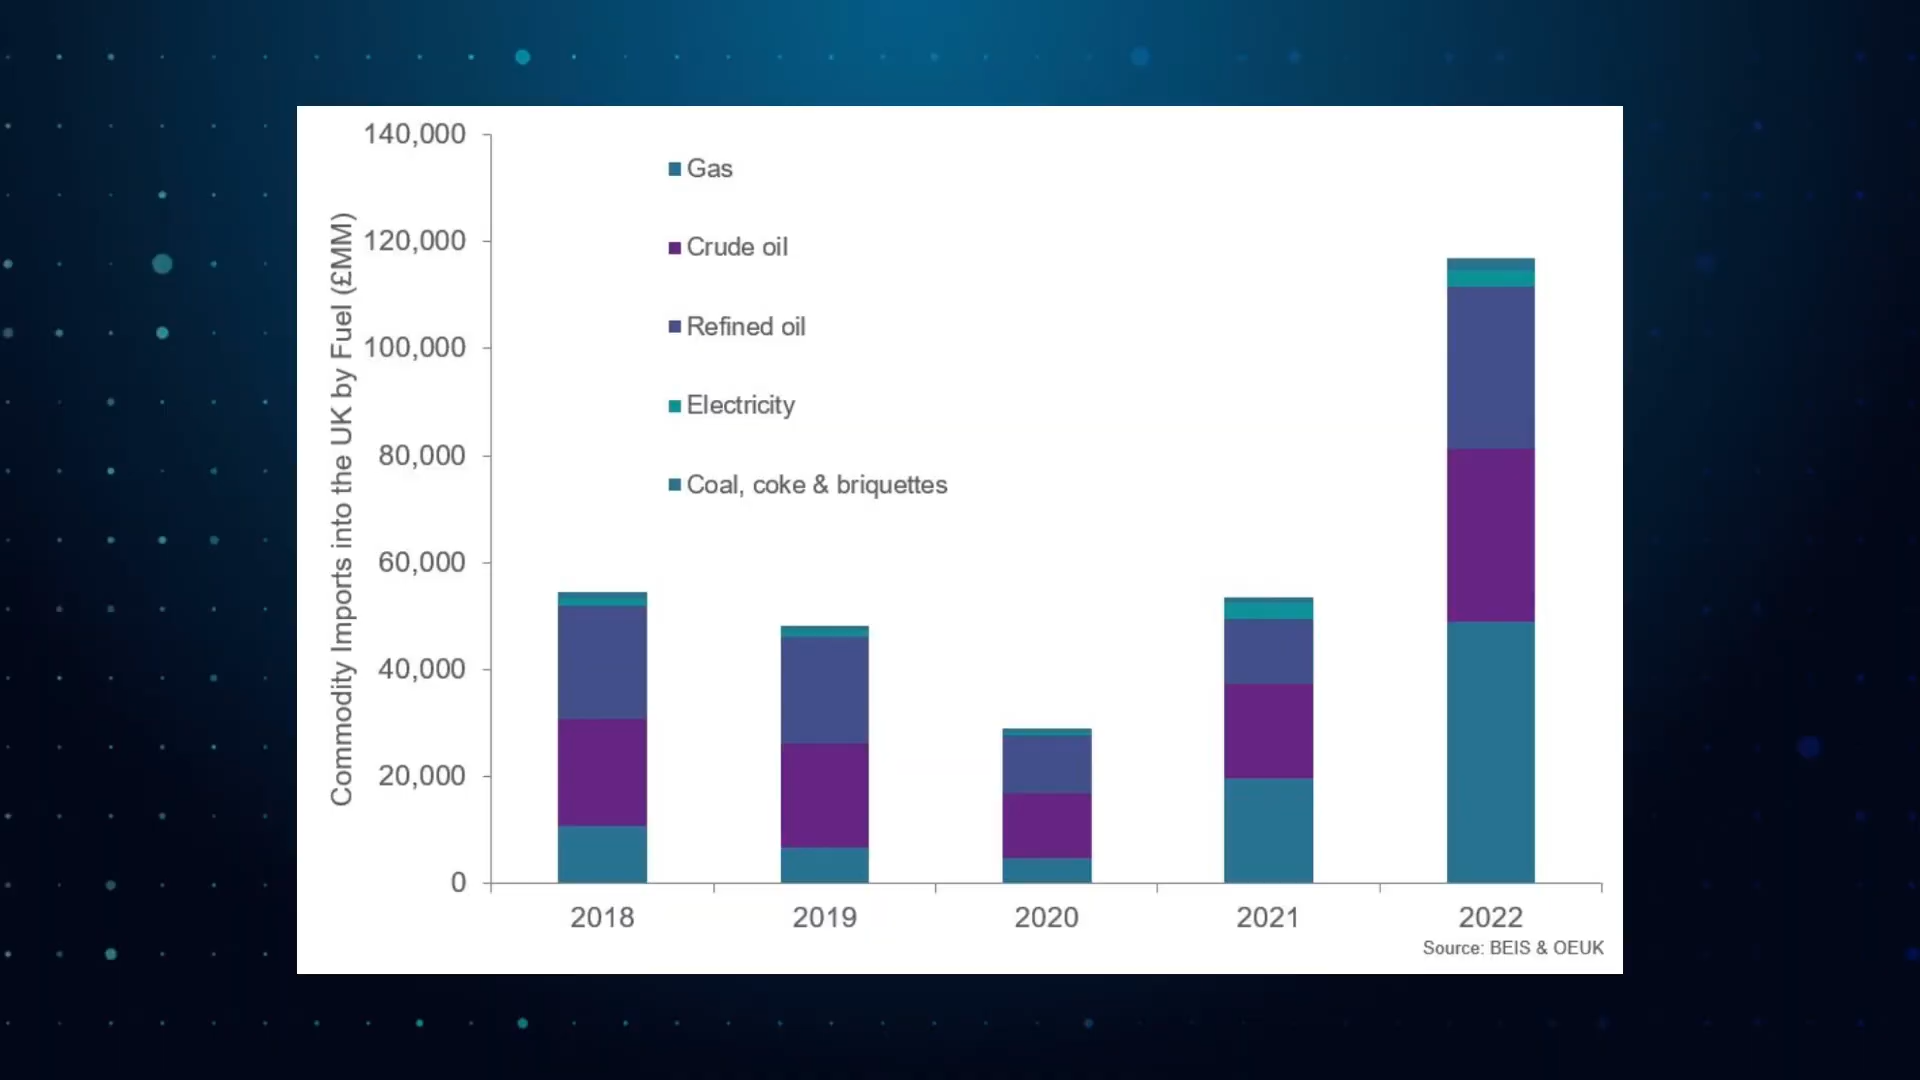 Commodity Imports into the UK by Fuel (£MM)
140,000
120,000
100,000
80,000
60,000
40,000
20,000
0
Gas
Crude oil
Refined oil
Electricity
Coal, coke & briquettes
2018
2019
2020
2021
2022
Source: BEIS & OEUK